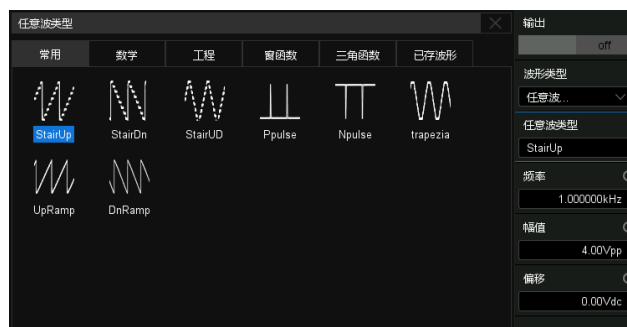 任意波类型
常用 数学 工程 窗函数 三角函数 已存波形
StairUp StairDn StairUD Ppulse Npulse trapezia
UpRamp DnRamp
输出
off
波形类型
任意波...
任意波类型
StairUp
频率
1.000000kHz
幅值
4.00Vpp
偏移
0.00Vdc